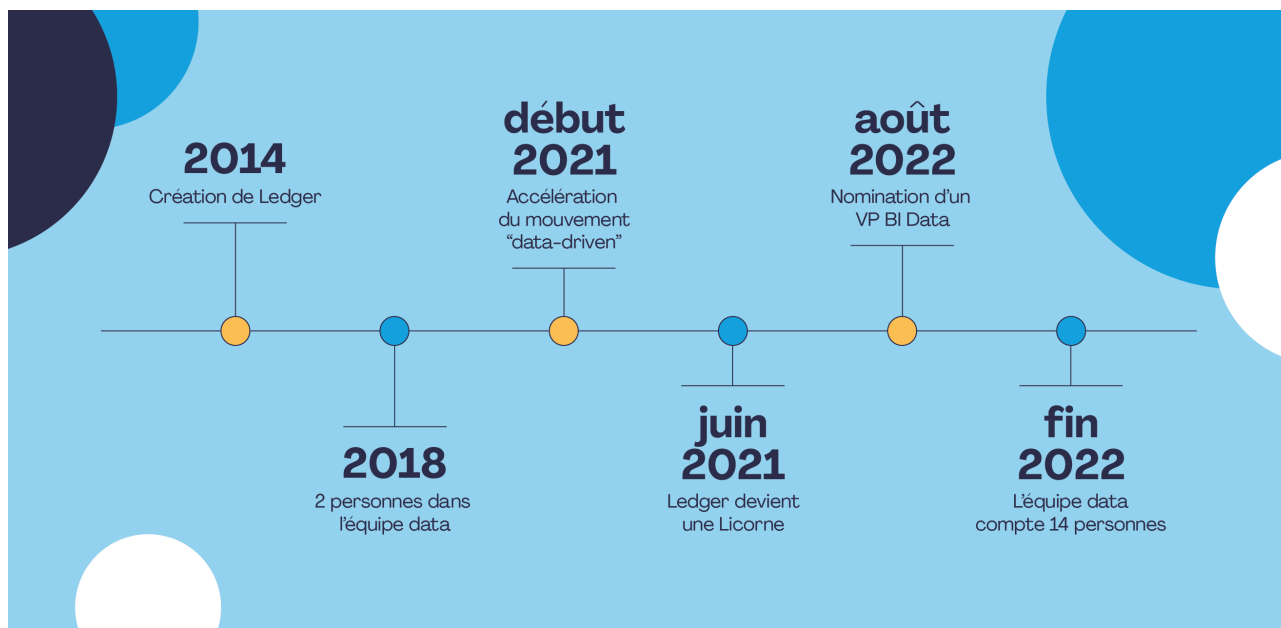 2014
Création de Ledger
2018
2 personnes dans
l'équipe data
début
2021
Accélération
du mouvement
“data-driven”
juin
2021
Ledger devient
une Licorne
août
2022
Nomination d'un
VP BI Data
fin
2022
L'équipe data
compte 14 personnes